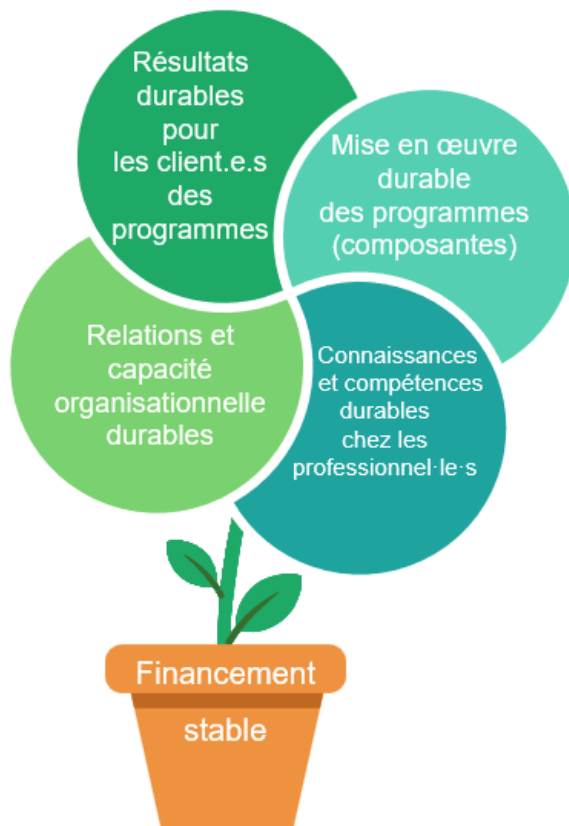 Résultats
durables
pour
les client.e.s
des
programmes
Mise en œuvre
durable
des programmes
(composantes)
Relations et
capacité
organisationnelle
durables
Connaissances
et compétences
durables
chez les
professionnel·le·s
Financement
stable